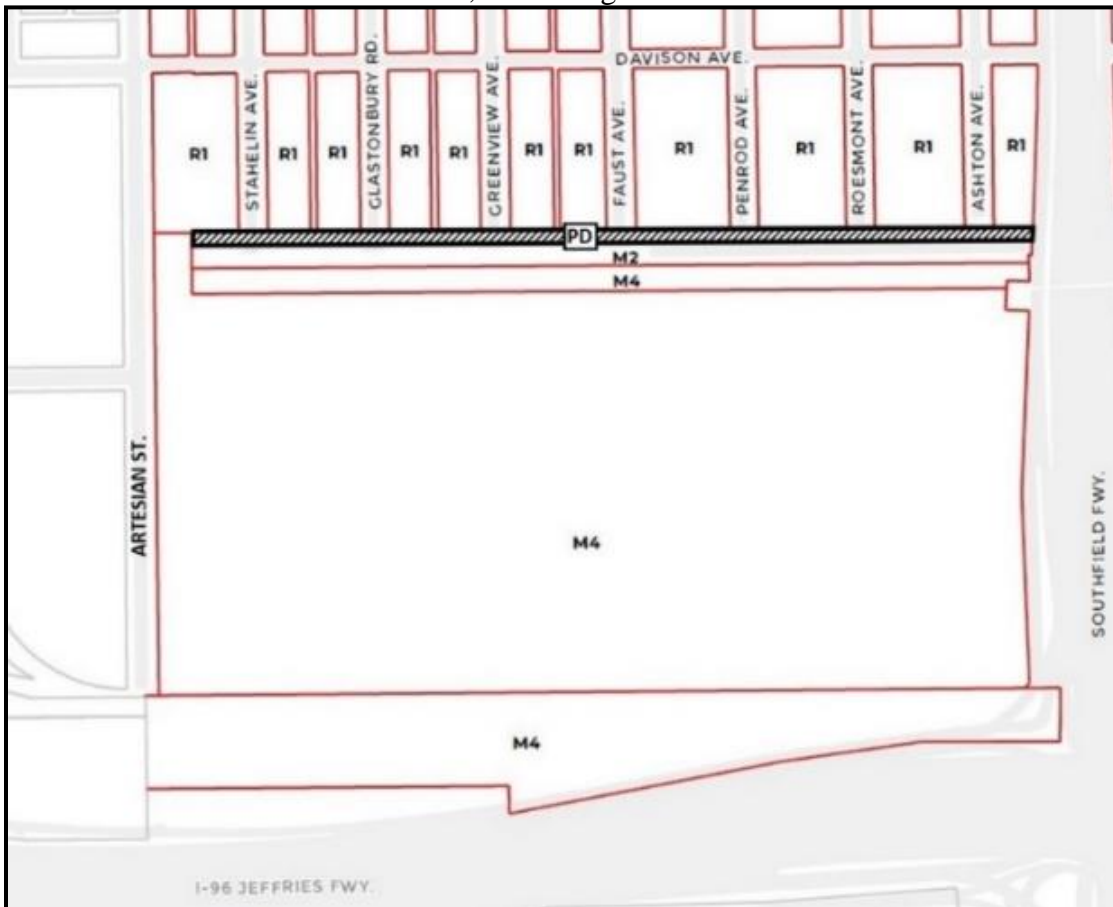 DAVISON AVE.
STAHELIN AVE.
GLASTONBURY RD.
GREENVIEW AVE.
FAUST AVE.
PENROD AVE.
ROESMONT AVE.
ASHTON AVE.
R1
R1
R1
R1
R1
R1
R1
R1
R1
R1
R1
PD
M2
M4
ARTESIAN ST.
M4
SOUTHFIELD FWY.
M4
I-96 JEFFRIES FWY.